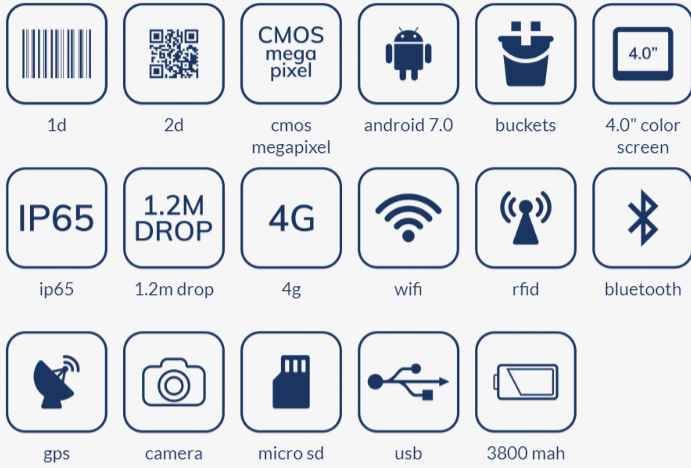 CMOS
mega
pixel
4.0"
1d
2d
cmos
megapixel
android 7.0
buckets
4.0" color
screen
IP65
1.2M
DROP
4G
ip65
1.2m drop
4g
wifi
rfid
bluetooth
gps
camera
micro sd
usb
3800 mah